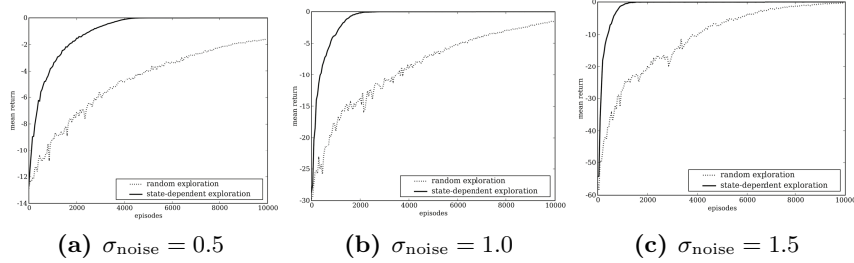 0
-2
-4
-6
-8
-10
-12
-14
mean return
0
2000
4000
6000
8000
10000
episodes
random exploration
state-dependent exploration
(a) σnoise = 0.5
0
-5
-10
-15
-20
-25
-30
mean return
0
2000
4000
6000
8000
10000
episodes
random exploration
state-dependent exploration
(b) σnoise = 1.0
0
-10
-20
-30
-40
-50
-60
mean return
0
2000
4000
6000
8000
10000
episodes
random exploration
state-dependent exploration
(c) σnoise = 1.5